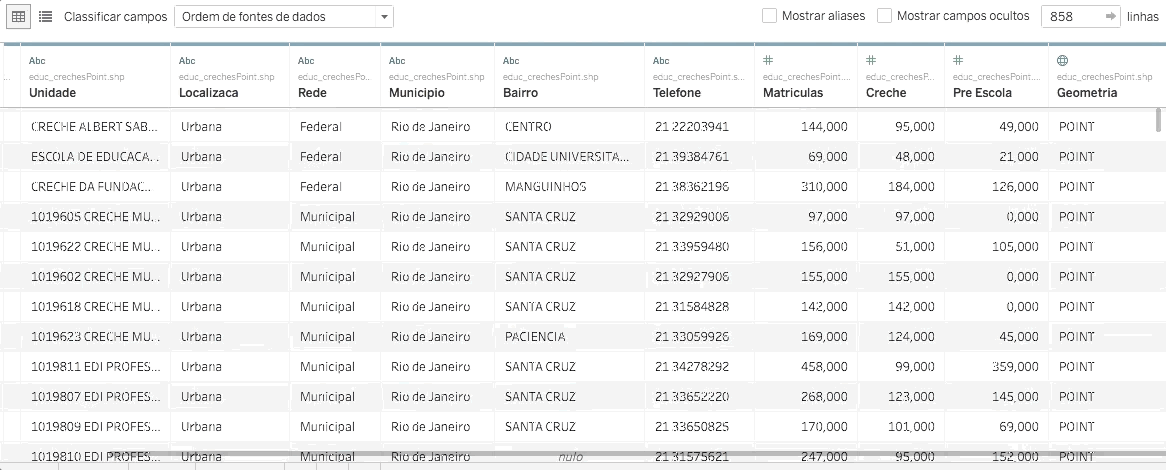 Classificar campos Ordem de fontes de dados Mostrar aliases Mostrar campos ocultos 858 linhas
Abc Abc Abc Abc Abc Abc # # #
... educ_crechesPoint.shp educ_crechesPoint.shp educ_crechesPo... educ_crechesPoint.shp educ_crechesPoint.shp educ_crechesPoint.s... educ_crechesPoint.... educ_crechesP... educ_crechesPoint.... educ_crechesPoint.shp
Unidade Localizaca Rede Municipio Bairro Telefone Matriculas Creche Pre Escola Geometria
CRECHE ALBERT SAB... Urbana Federal Rio de Janeiro CENTRO 21 22203941 144,000 95,000 49,000 POINT
ESCOLA DE EDUCACA... Urbana Federal Rio de Janeiro CIDADE UNIVERSITA... 21 39384761 69,000 48,000 21,000 POINT
CRECHE DA FUNDAC... Urbana Federal Rio de Janeiro MANGUINHOS 21 38362196 310,000 184,000 126,000 POINT
1019605 CRECHE MU... Urbana Municipal Rio de Janeiro SANTA CRUZ 21 32929006 97,000 97,000 0,000 POINT
1019622 CRECHE MU... Urbana Municipal Rio de Janeiro SANTA CRUZ 21 33959480 156,000 51,000 105,000 POINT
1019602 CRECHE MU... Urbana Municipal Rio de Janeiro SANTA CRUZ 21 32927906 155,000 155,000 0,000 POINT
1019618 CRECHE MU... Urbana Municipal Rio de Janeiro SANTA CRUZ 21 31584828 142,000 142,000 0,000 POINT
1019623 CRECHE MU... Urbana Municipal Rio de Janeiro PACIENCIA 21 33059926 169,000 124,000 45,000 POINT
1019811 EDI PROFES... Urbana Municipal Rio de Janeiro SANTA CRUZ 21 34278292 458,000 99,000 359,000 POINT
1019807 EDI PROFES... Urbana Municipal Rio de Janeiro SANTA CRUZ 21 33652220 268,000 123,000 145,000 POINT
1019809 EDI PROFES... Urbana Municipal Rio de Janeiro SANTA CRUZ 21 33650825 170,000 101,000 69,000 POINT
1019810 EDI PROFES... Urbana Municipal Rio de Janeiro nulo 21 31575621 247,000 95,000 152,000 POINT